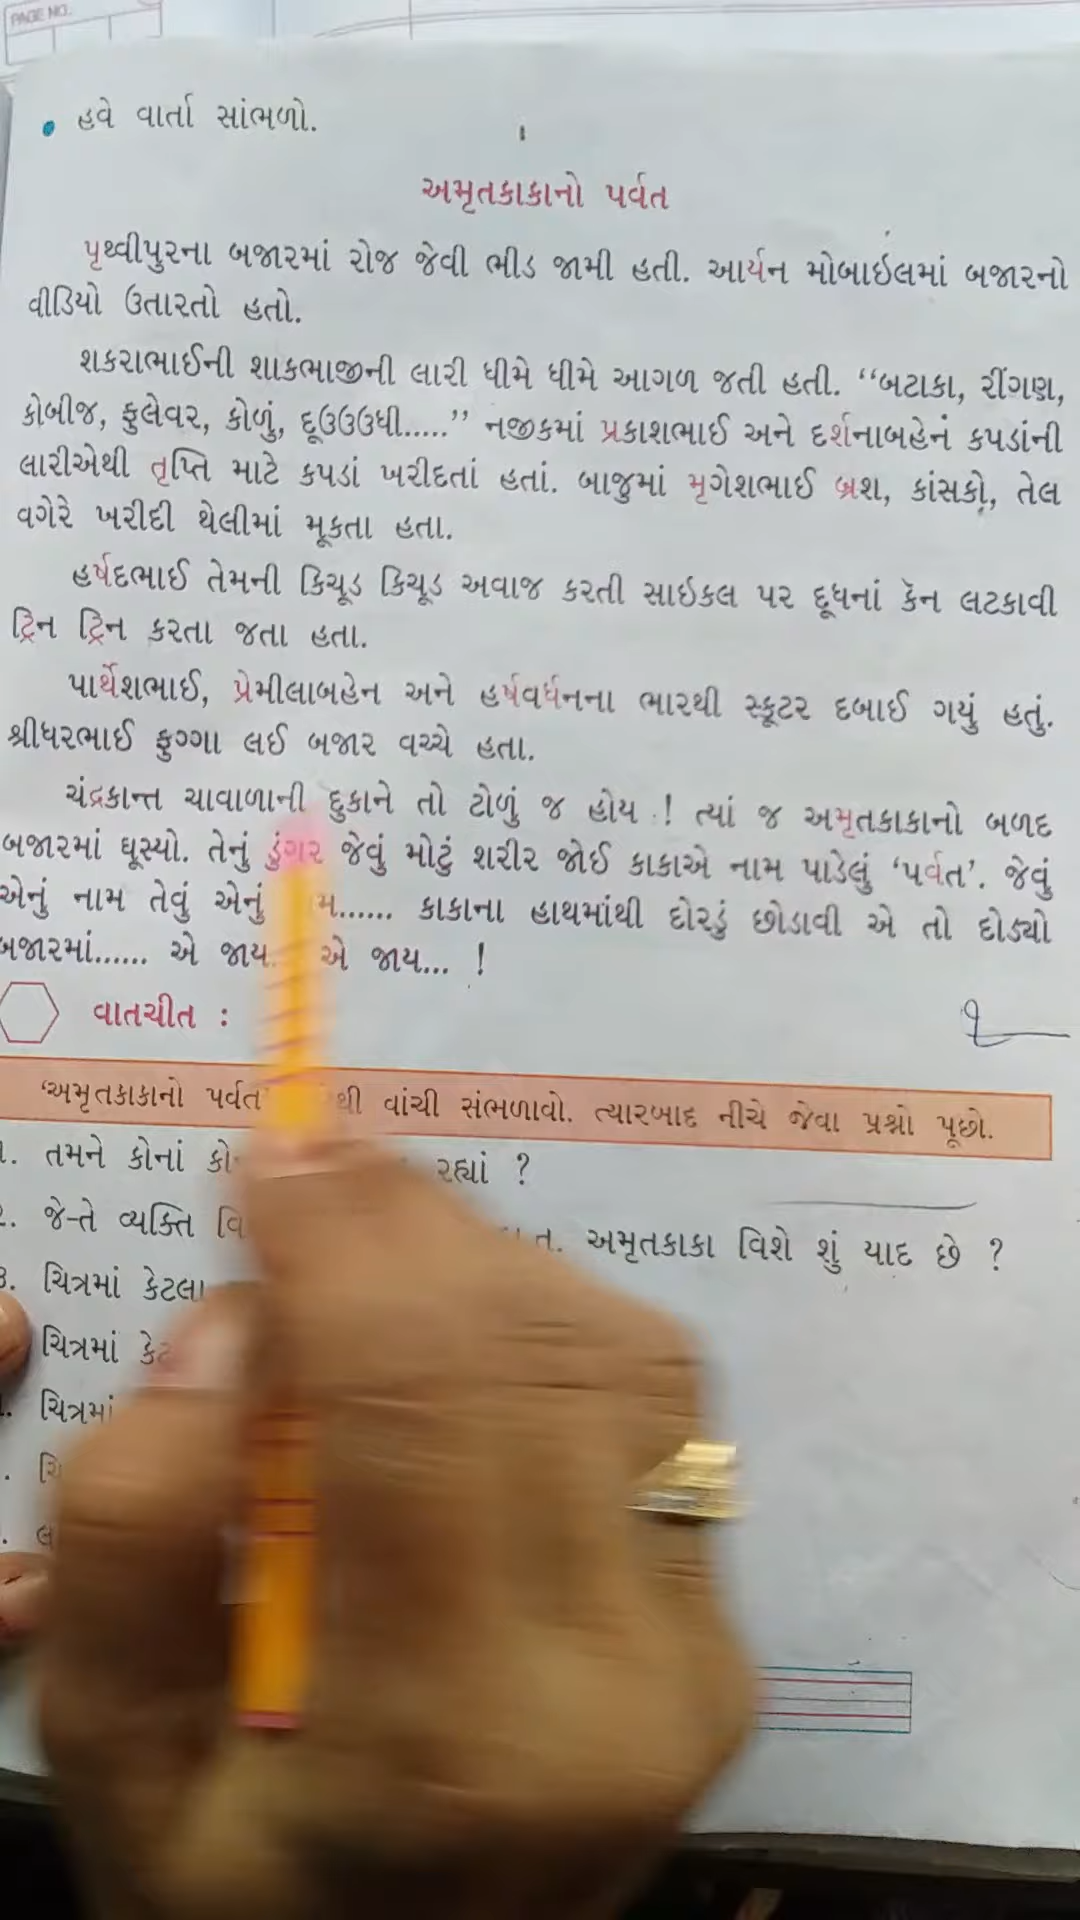 PAGE NO.
• હવે વાર્તા સાંભળો.
અમૃતકાકાનો પર્વત
પૃથ્વીપુરના બજારમાં રોજ જેવી ભીડ જામી હતી. આર્યન મોબાઇલમાં બજારનો
વીડિયો ઉતારતો હતો.
શકરાભાઈની શાકભાજીની લારી ધીમે ધીમે આગળ જતી હતી. “બટાકા, રીંગણ,
કોબીજ, ફુલેવર, કોળું, દૂઉઉઉધી.....” નજીકમાં પ્રકાશભાઈ અને દર્શનાબહેન કપડાંની
લારીએથી તૃપ્તિ માટે કપડાં ખરીદતાં હતાં. બાજુમાં મૃગેશભાઈ બ્રશ, કાંસકો, તેલ
વગેરે ખરીદી થેલીમાં મૂકતા હતા.
હર્ષદભાઈ તેમની કિચૂડ કિચૂડ અવાજ કરતી સાઇકલ પર દૂધનાં કૅન લટકાવી
ટ્રિન ટ્રિન કરતા જતા હતા.
પાર્થેશભાઈ, પ્રેમીલાબહેન અને હર્ષવર્ધનના ભારથી સ્કૂટર દબાઈ ગયું હતું.
શ્રીધરભાઈ ફુગ્ગા લઈ બજાર વચ્ચે હતા.
ચંદ્રકાન્ત ચાવાળાની દુકાને તો ટોળું જ હોય ! ત્યાં જ અમૃતકાકાનો બળદ
બજારમાં ઘૂસ્યો. તેનું ડુંગર જેવું મોટું શરીર જોઈ કાકાએ નામ પાડેલું ‘પર્વત’. જેવું
એનું નામ તેવું એનું ...... કાકાના હાથમાંથી દોરડું છોડાવી એ તો દોડ્યો
બજારમાં...... એ જાય. એ જાય... !
વાતચીત :
‘અમૃતકાકાનો પર્વત’ વાંચી સંભળાવો. ત્યારબાદ નીચે જેવા પ્રશ્નો પૂછો.
તમને કોનાં રહ્યાં ?
જે-તે વ્યક્તિ અમૃતકાકા વિશે શું યાદ છે ?
3. ચિત્રમાં કેટલા
ચિત્રમાં
ચિત્રમાં